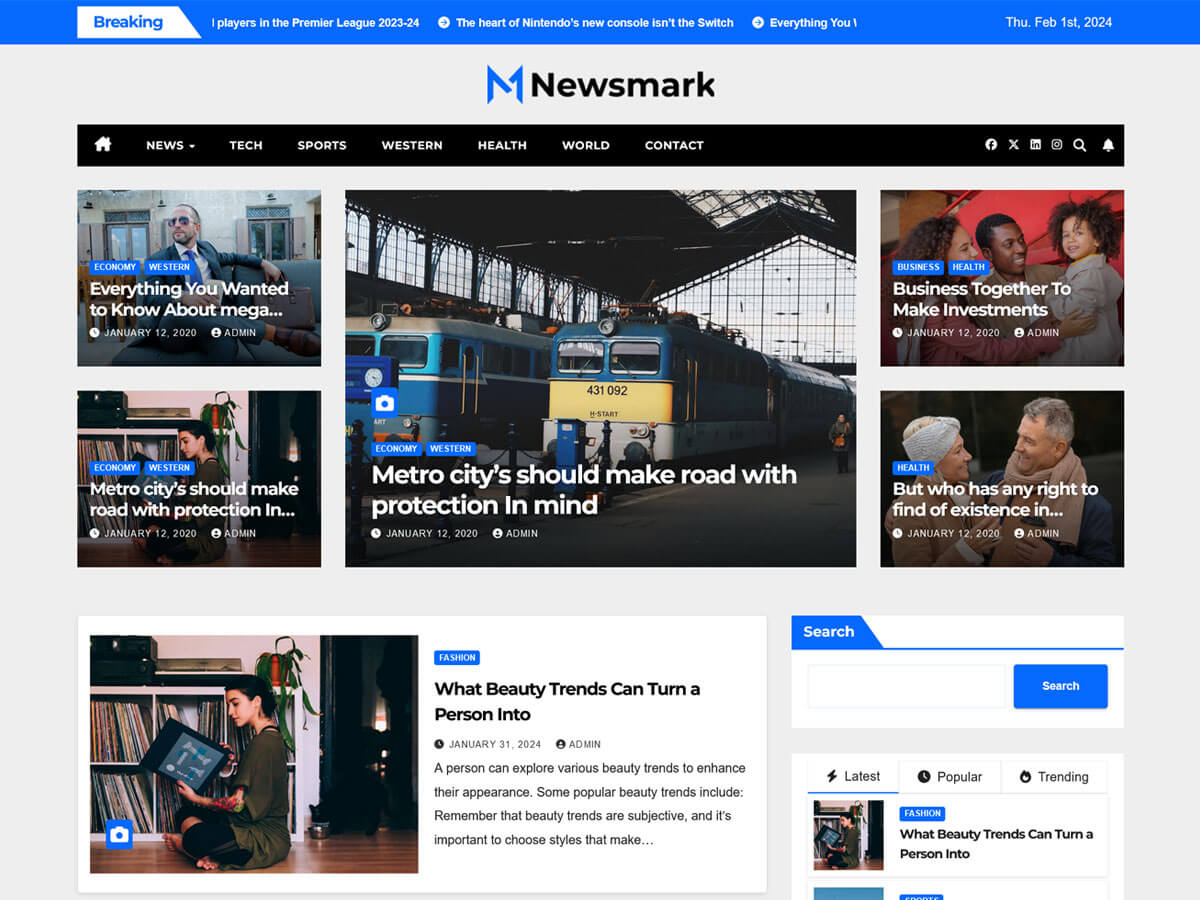 Breaking
players in the Premier League 2023-24
The heart of Nintendo’s new console isn’t the Switch
Everything You
Thu. Feb 1st, 2024
Newsmark
NEWS
TECH
SPORTS
WESTERN
HEALTH
WORLD
CONTACT
ECONOMY WESTERN
Everything You Wanted
to Know About mega...
JANUARY 12, 2020 ADMIN
ECONOMY WESTERN
Metro city’s should make
road with protection In...
JANUARY 12, 2020 ADMIN
431 092
H-START
ART
ECONOMY WESTERN
Metro city’s should make road with
protection In mind
JANUARY 12, 2020 ADMIN
BUSINESS HEALTH
Business Together To
Make Investments
JANUARY 12, 2020 ADMIN
HEALTH
But who has any right to
find of existence in...
JANUARY 12, 2020 ADMIN
FASHION
What Beauty Trends Can Turn a
Person Into
JANUARY 31, 2024 ADMIN
A person can explore various beauty trends to enhance
their appearance. Some popular beauty trends include:
Remember that beauty trends are subjective, and it’s
important to choose styles that make…
Search
Search
Latest
Popular
Trending
FASHION
What Beauty Trends Can Turn a
Person Into
SPORTS